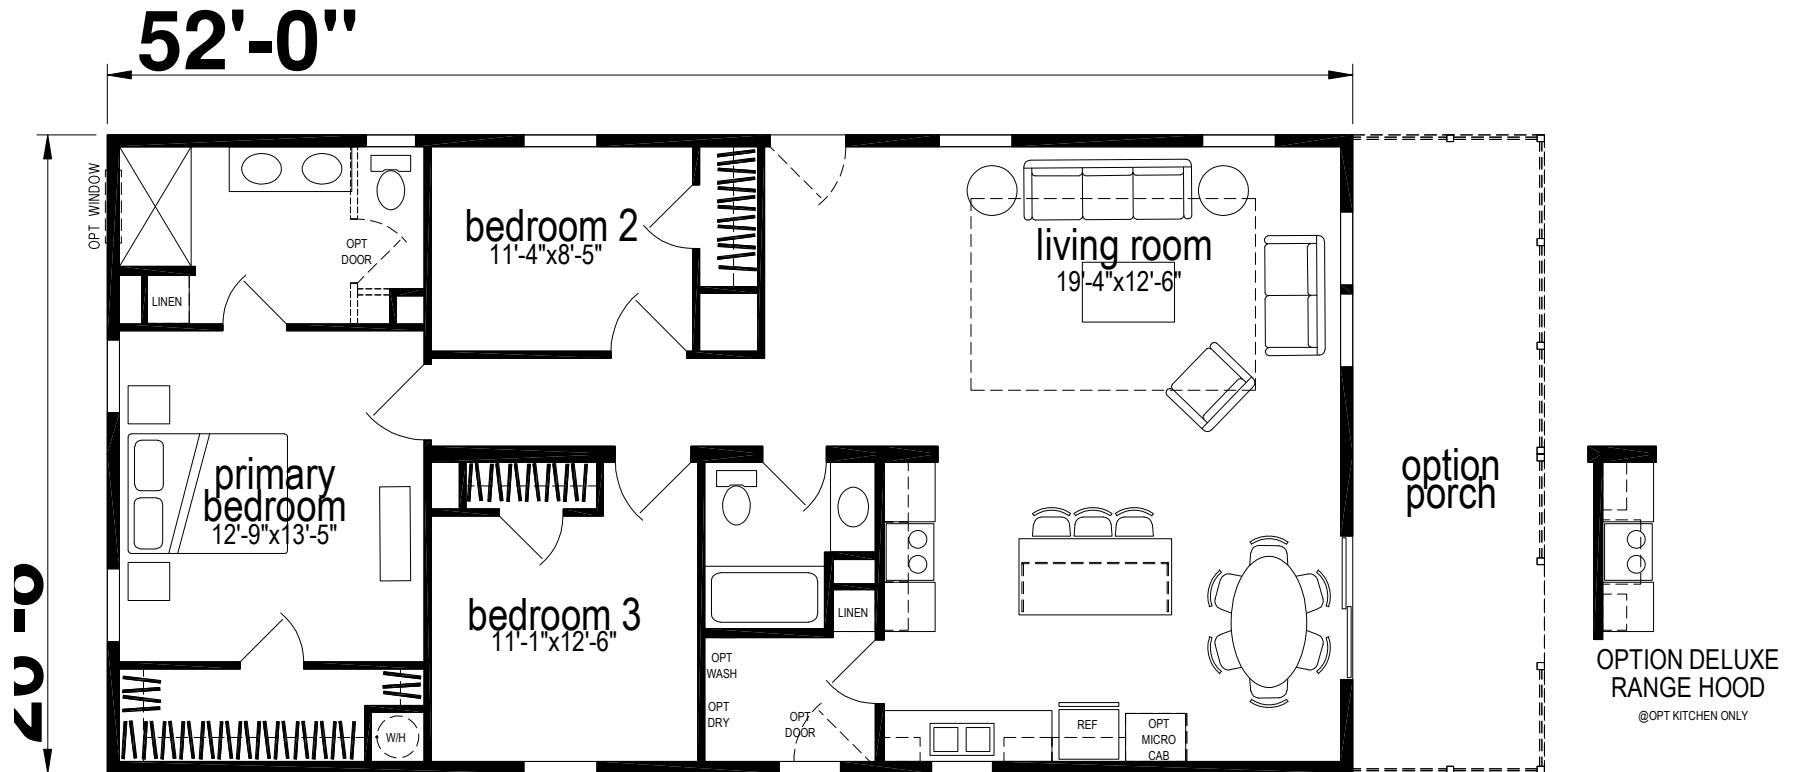 52'-0"
OPT WINDOW
OPT
DOOR
LINEN
bedroom 2
11'-4"x8'-5"
living room
19'-4"x12'-6"
primary
bedroom
12'-9"x13'-5"
option
porch
bedroom 3
11'-1"x12'-6"
LINEN
OPT
WASH
OPT
DRY
OPT
DOOR
W/H
REF
OPT
MICRO
CAB
OPTION DELUXE
RANGE HOOD
@OPT KITCHEN ONLY